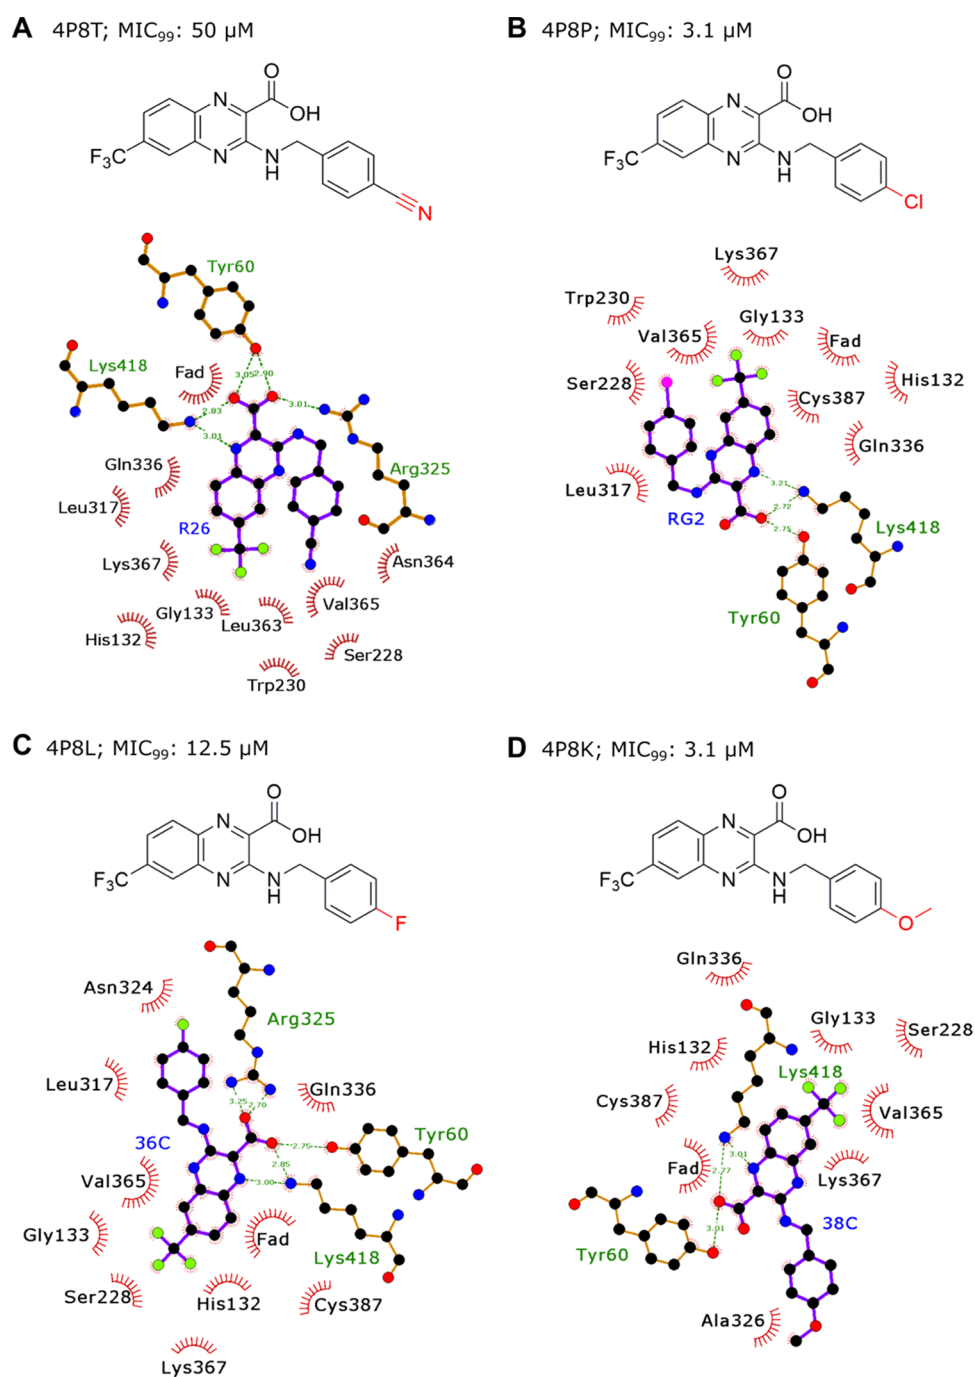 A 4P8T; MIC99: 50 µM
O
N
OH
F3C
N
N
H
N
Tyr60
Lys418
Fad
3.05
2.90
2.83
3.01
3.01
Gln336
Arg325
Leu317
R26
Lys367
Asn364
Gly133
Val365
His132
Leu363
Ser228
Trp230
B 4P8P; MIC99: 3.1 µM
O
N
OH
F3C
N
N
H
Cl
Lys367
Trp230
Gly133
Val365
Fad
Ser228
His132
Cys387
Gln336
Leu317
3.21
RG2
2.72
2.75
Lys418
Tyr60
C 4P8L; MIC99: 12.5 µM
O
N
OH
F3C
N
N
H
F
Asn324
Arg325
Leu317
Gln336
3.25
2.70
36C
Tyr60
2.75
2.85
Val365
3.00
Gly133
Fad
Lys418
Ser228
His132
Cys387
Lys367
D 4P8K; MIC99: 3.1 µM
O
N
OH
F3C
N
N
H
O
Gln336
Gly133
Ser228
His132
Lys418
Cys387
Val365
3.01
Fad
2.77
Lys367
38C
3.01
Tyr60
Ala326